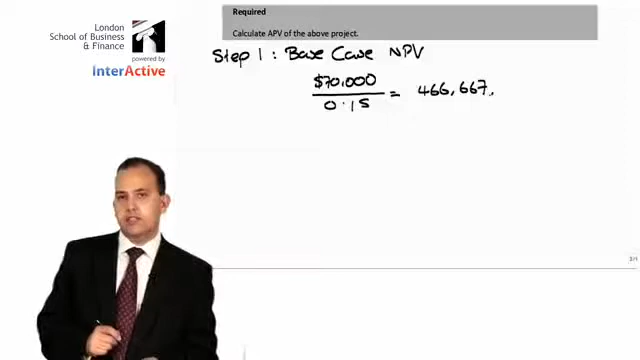 London
School of Business
& Finance
powered by
InterActive
Required
Calculate APV of the above project.
Step 1 : Base Case NPV
$70,000
0.15
= 466,667.